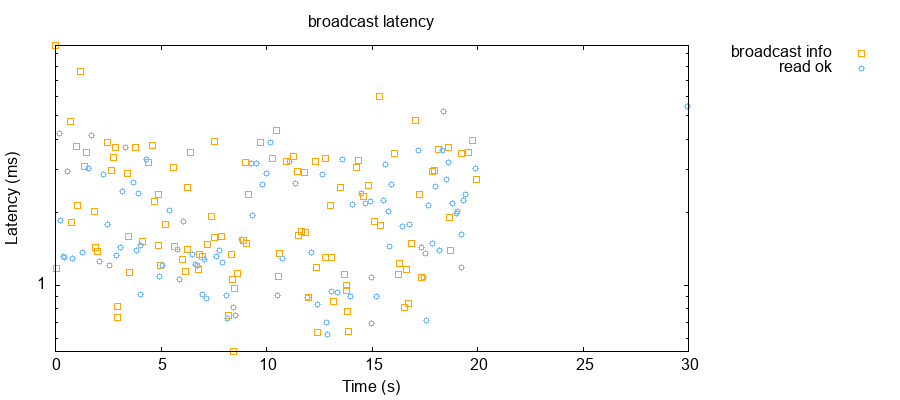 broadcast latency
broadcast info
read ok
Latency (ms)
1
0 5 10 15 20 25 30
Time (s)